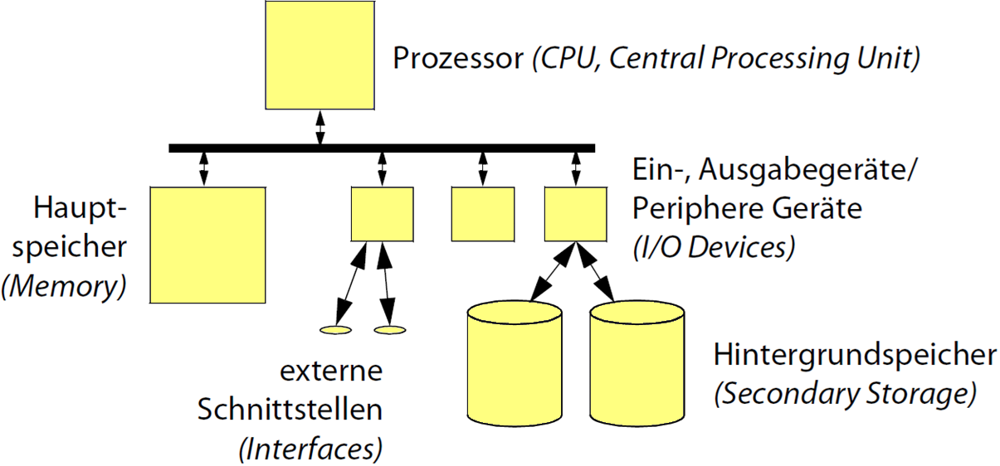 Prozessor (CPU, Central Processing Unit)
Ein-, Ausgabegeräte/
Periphere Geräte
(I/O Devices)
Haupt-
speicher
(Memory)
externe
Schnittstellen
(Interfaces)
Hintergrundspeicher
(Secondary Storage)